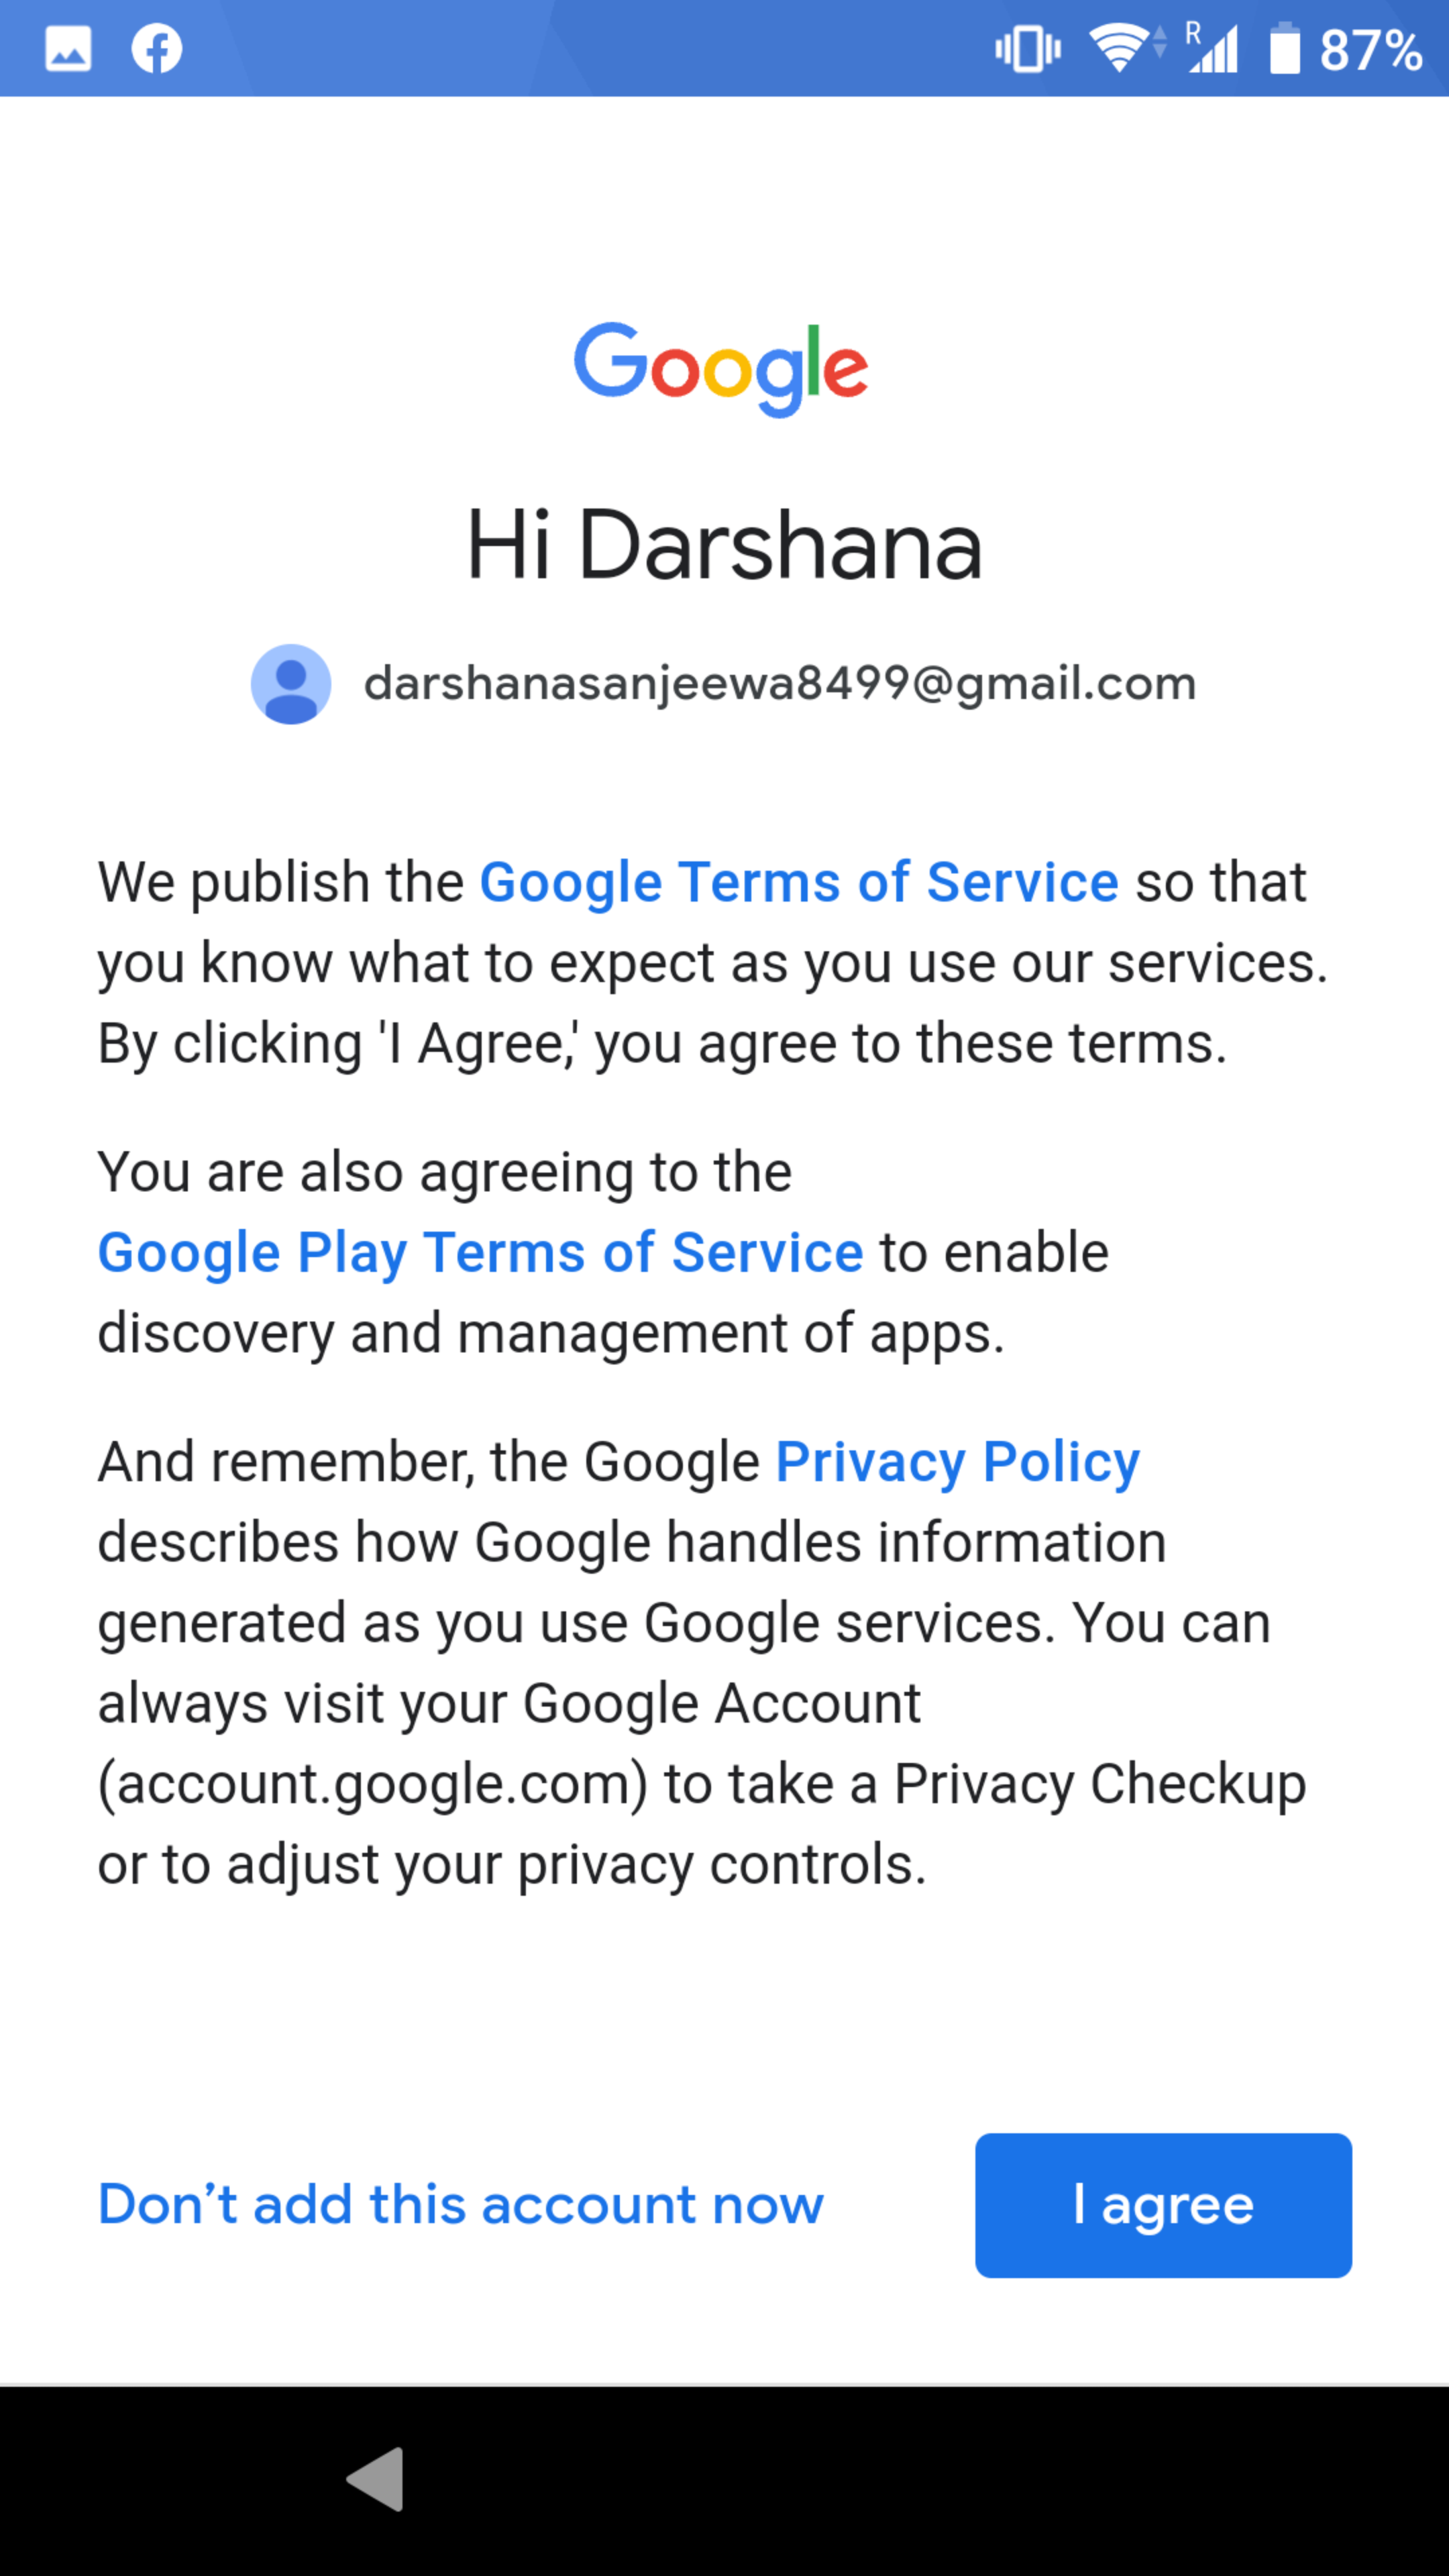 R 87%
Google
Hi Darshana
darshanasanjeewa8499@gmail.com
We publish the Google Terms of Service so that
you know what to expect as you use our services.
By clicking 'I Agree,' you agree to these terms.
You are also agreeing to the
Google Play Terms of Service to enable
discovery and management of apps.
And remember, the Google Privacy Policy
describes how Google handles information
generated as you use Google services. You can
always visit your Google Account
(account.google.com) to take a Privacy Checkup
or to adjust your privacy controls.
Don’t add this account now
I agree